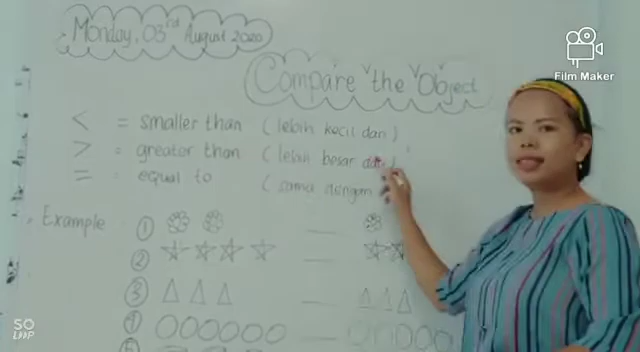 Monday, 03rd August 2020
Film Maker
Compare the Object
< = smaller than (lebih kecil dari)
> = greater than (lebih besar dari)
= = equal to (sama dengan
Example
1
2
3
4
SO
LOOP